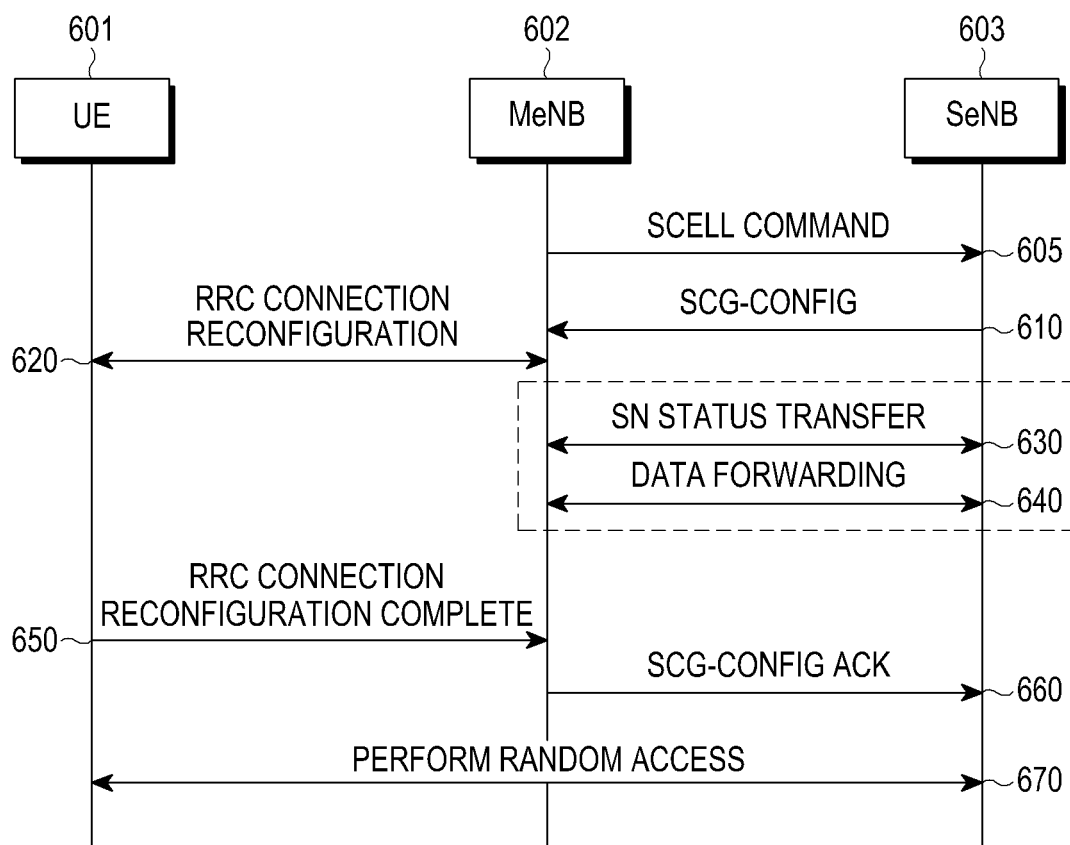 601
602
603
UE
MeNB
SeNB
SCELL COMMAND
605
RRC CONNECTION
RECONFIGURATION
SCG-CONFIG
610
620
SN STATUS TRANSFER
630
DATA FORWARDING
640
RRC CONNECTION
RECONFIGURATION COMPLETE
650
SCG-CONFIG ACK
660
PERFORM RANDOM ACCESS
670